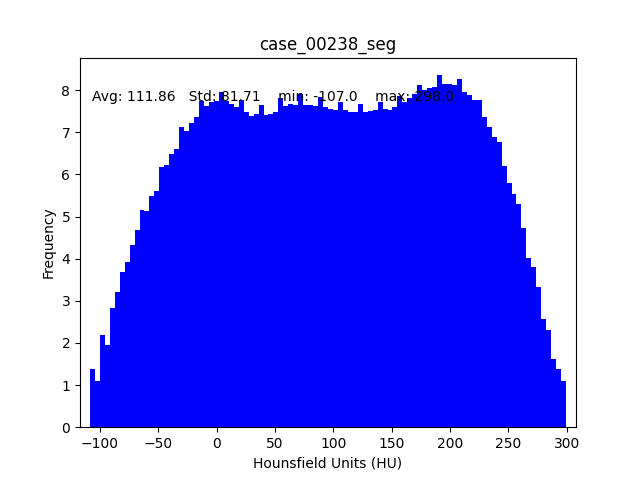 case_00238_seg
Avg: 111.86 Std: 81.71 min: -107.0 max: 298.0
Frequency
8
7
6
5
4
3
2
1
0
−100 −50 0 50 100 150 200 250 300
Hounsfield Units (HU)